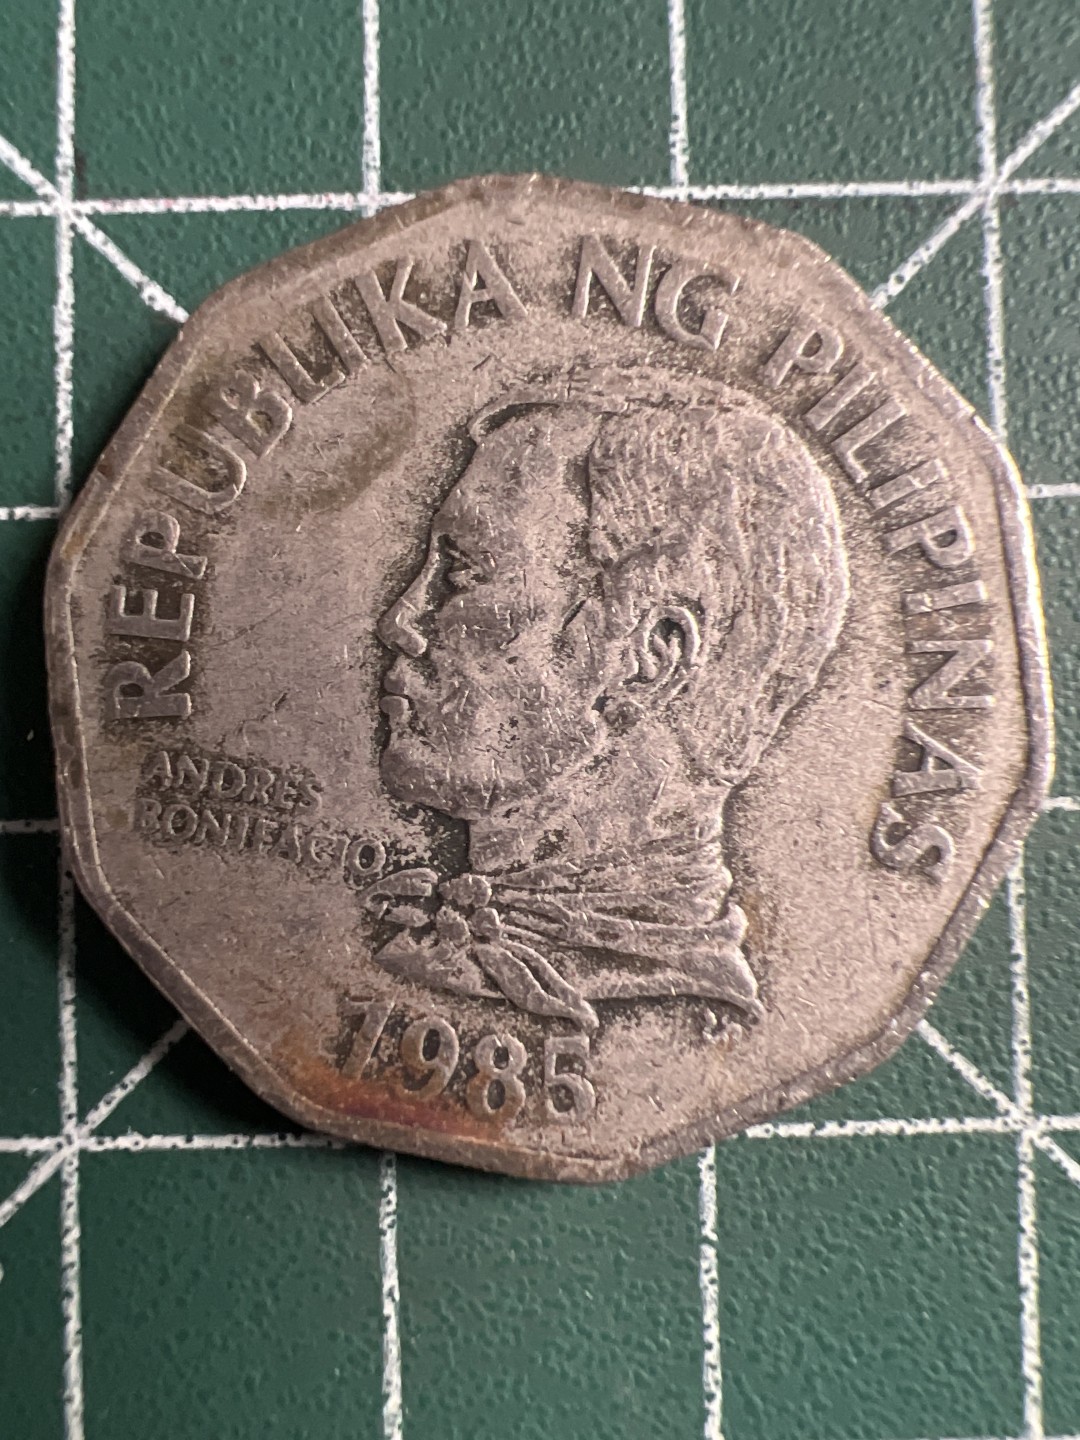 REPUBLIKA NG PILIPINAS
ANDRES
BONIFACIO
1985